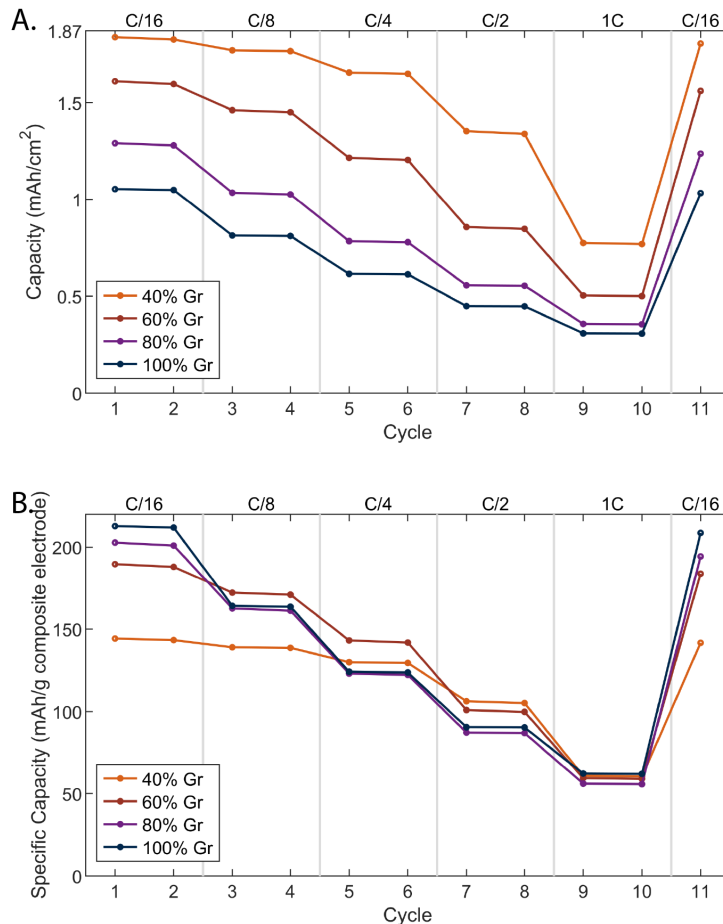 A.
C/16 C/8 C/4 C/2 1C C/16
1.87
1.5
1
0.5
0
Capacity (mAh/cm²)
40% Gr
60% Gr
80% Gr
100% Gr
1 2 3 4 5 6 7 8 9 10 11
Cycle
B.
C/16 C/8 C/4 C/2 1C C/16
200
150
100
50
0
Specific Capacity (mAh/g composite electrode)
40% Gr
60% Gr
80% Gr
100% Gr
1 2 3 4 5 6 7 8 9 10 11
Cycle